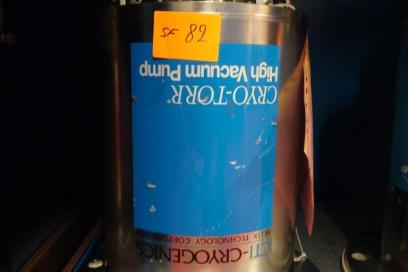 SF 82
CRYO-TORR®
High Vacuum Pump
CTI-CRYOGENICS
HELIX TECHNOLOGY CORPORATION